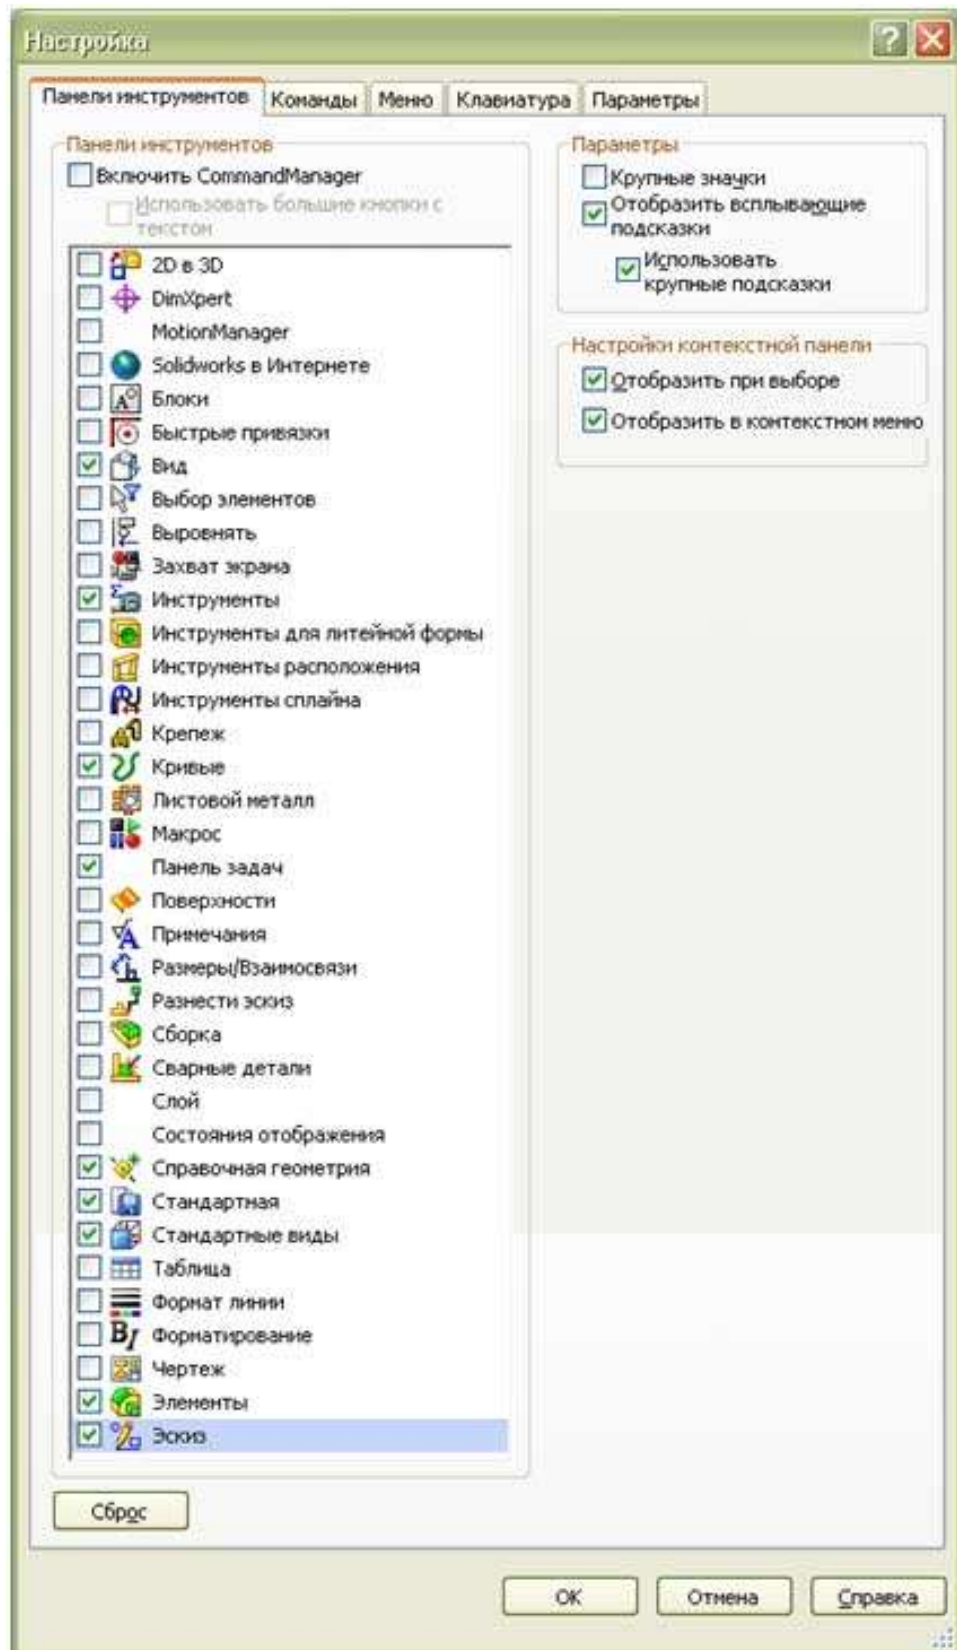 Настройка
Панели инструментов
Команды
Меню
Клавиатура
Параметры
Панели инструментов
Включить CommandManager
Использовать большие кнопки с
текстом
2D в 3D
DimXpert
MotionManager
Solidworks в Интернете
Блоки
Быстрые привязки
Вид
Выбор элементов
Выровнять
Захват экрана
Инструменты
Инструменты для литейной формы
Инструменты расположения
Инструменты сплайна
Крепеж
Кривые
Листовой металл
Макрос
Панель задач
Поверхности
Примечания
Размеры/Взаимосвязи
Разнести эскиз
Сборка
Сварные детали
Слой
Состояния отображения
Справочная геометрия
Стандартная
Стандартные виды
Таблица
Формат линии
Форматирование
Чертеж
Элементы
Эскиз
Параметры
Крупные значки
Отобразить всплывающие
подсказки
Использовать
крупные подсказки
Настройки контекстной панели
Отобразить при выборе
Отобразить в контекстном меню
Сброс
OK
Отмена
Справка